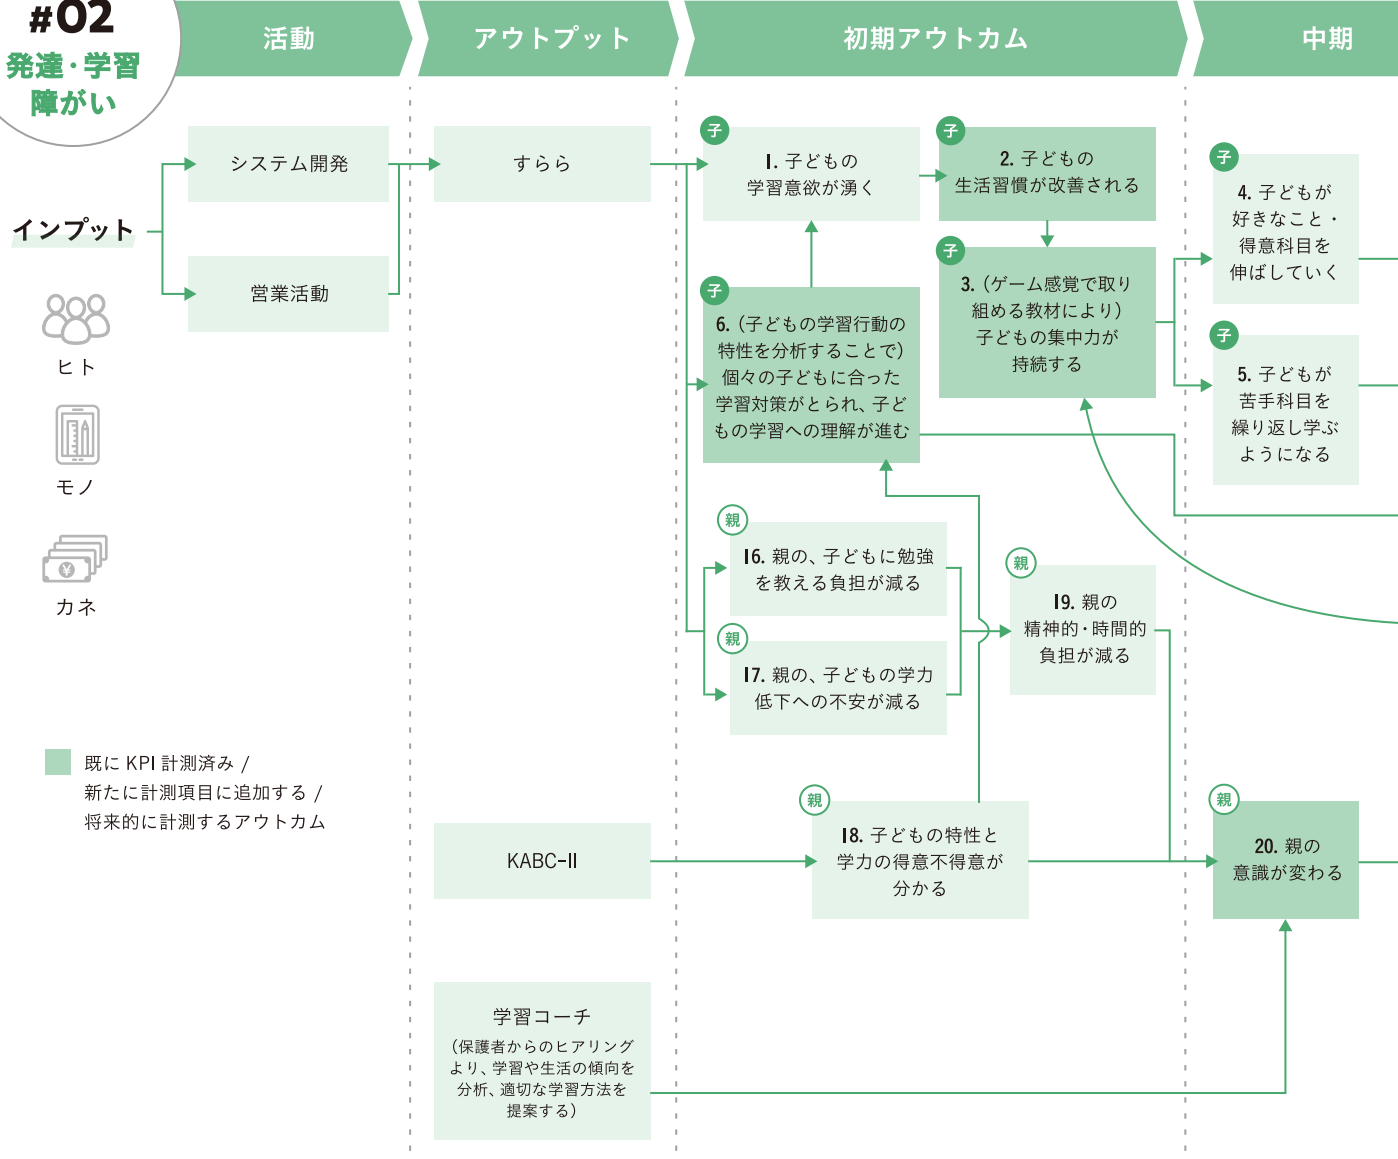 #02
発達・学習
障がい
活動
アウトプット
初期アウトカム
中期
インプット
ヒト
モノ
¥
カネ
システム開発
営業活動
すらら
子
1. 子どもの
学習意欲が湧く
子
2. 子どもの
生活習慣が改善される
子
3.（ゲーム感覚で取り
組める教材により）
子どもの集中力が
持続する
子
4. 子どもが
好きなこと・
得意科目を
伸ばしていく
子
5. 子どもが
苦手科目を
繰り返し学ぶ
ようになる
子
6.（子どもの学習行動の
特性を分析することで）
個々の子どもに合った
学習対策がとられ、子ど
もの学習への理解が進む
親
16. 親の、子どもに勉強
を教える負担が減る
親
17. 親の、子どもの学力
低下への不安が減る
親
19. 親の
精神的・時間的
負担が減る
既に KPI 計測済み /
新たに計測項目に追加する /
将来的に計測するアウトカム
KABC-II
親
18. 子どもの特性と
学力の得意不得意が
分かる
親
20. 親の
意識が変わる
学習コーチ
（保護者からのヒアリング
より、学習や生活の傾向を
分析、適切な学習方法を
提案する）